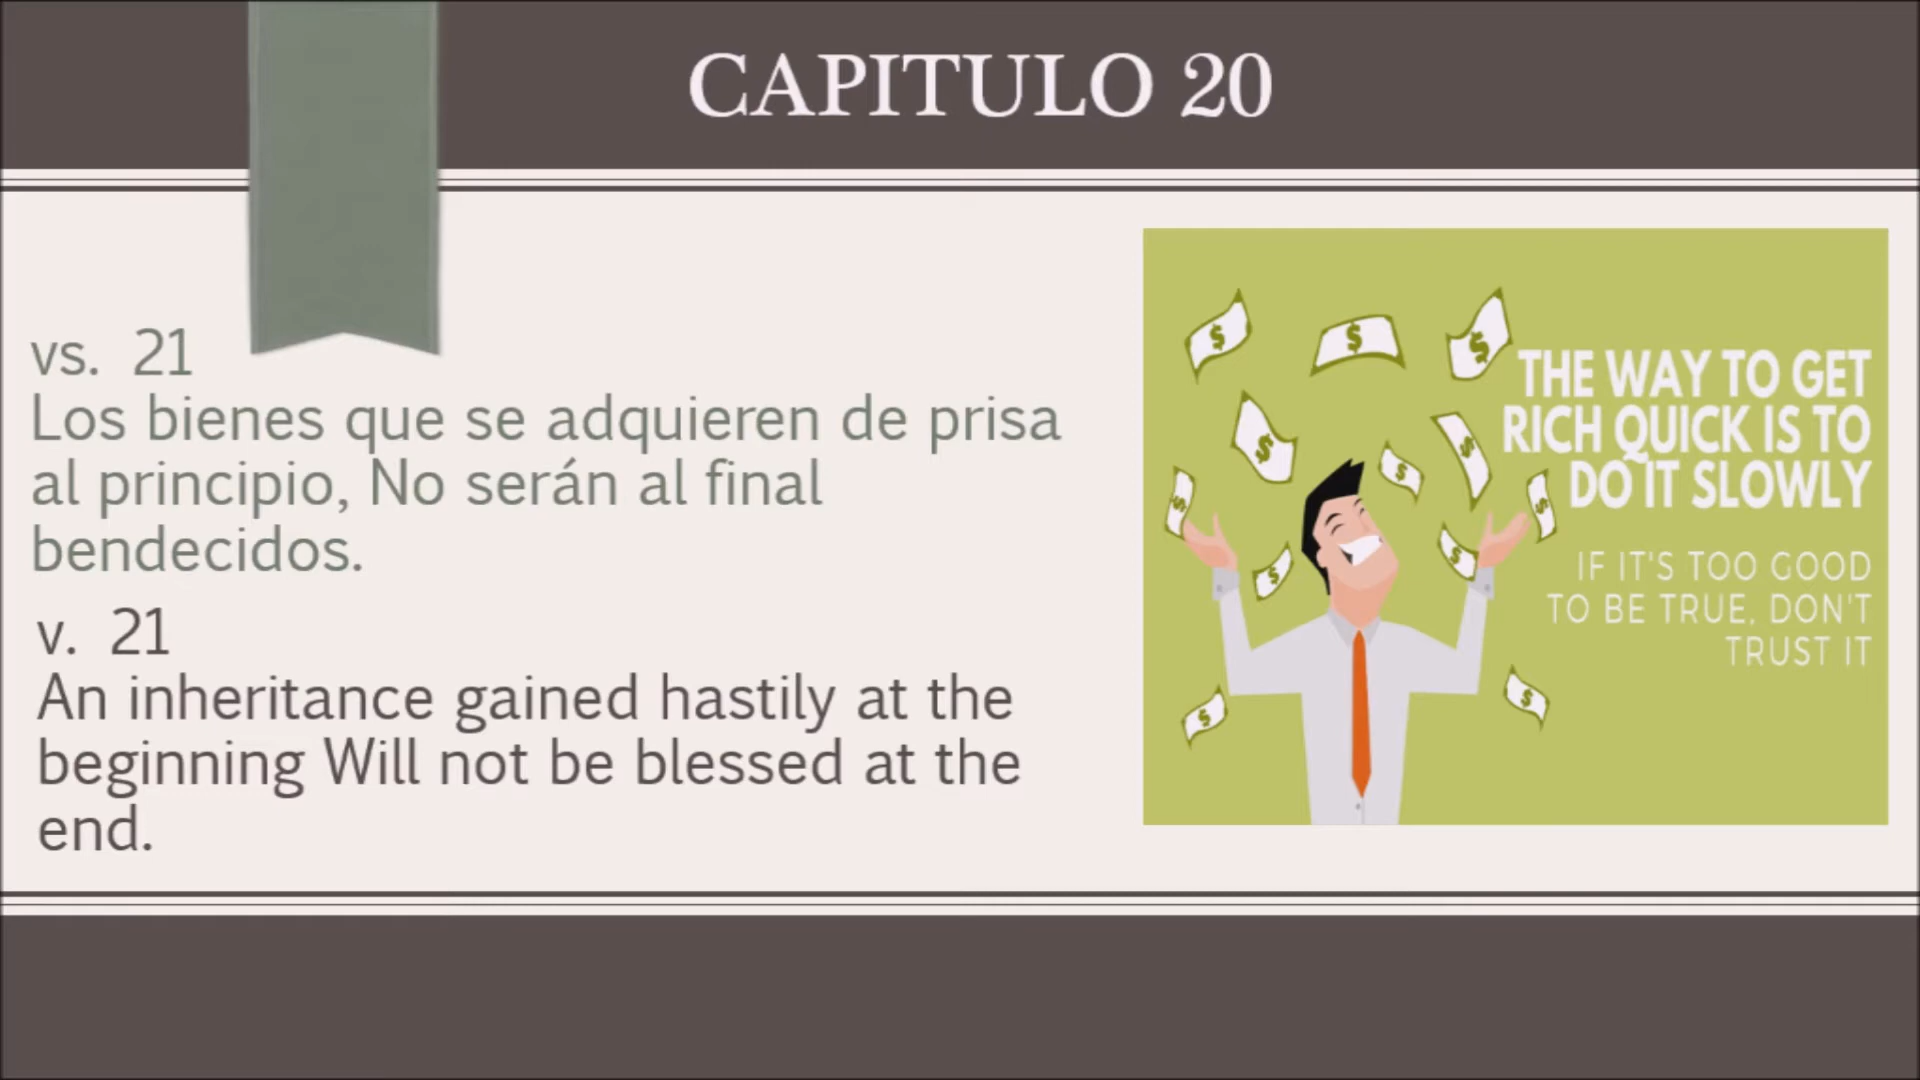 CAPITULO 20
vs. 21
Los bienes que se adquieren de prisa
al principio, No serán al final
bendecidos.
v. 21
An inheritance gained hastily at the
beginning Will not be blessed at the
end.
THE WAY TO GET
RICH QUICK IS TO
DO IT SLOWLY
IF IT'S TOO GOOD
TO BE TRUE, DON'T
TRUST IT